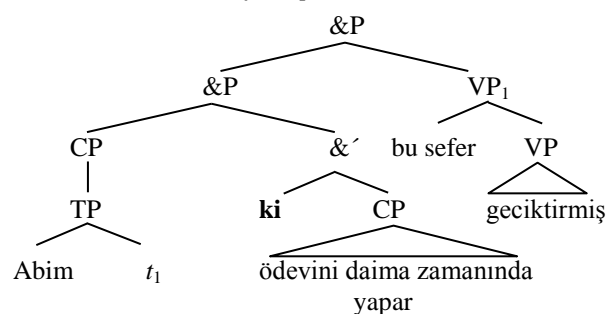 &P
&P VP₁
CP &´ bu sefer VP
TP ki CP geciktirmiş
Abim t₁ ödevini daima zamanında
yapar